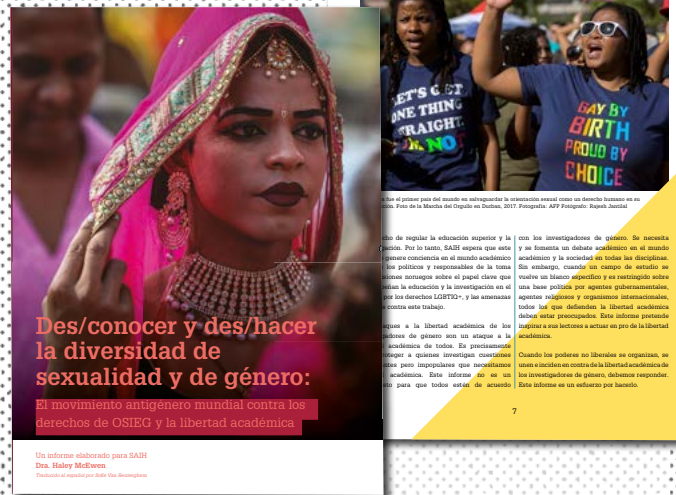 Des/conocer y des/hacer
la diversidad de
sexualidad y de género:
El movimiento antigénero mundial contra los
derechos de OSIEG y la libertad académica
Un informe elaborado para SAIH
Dra. Haley McEwen
Traducido al español por Sofie Van Renterghem
LET'S GET
ONE THING
STRAIGHT.
I'M NOT
GAY BY
BIRTH
PROUD BY
CHOICE
a fue el primer país del mundo en salvaguardar la orientación sexual como un derecho humano en su
ción. Foto de la Marcha del Orgullo en Durban, 2017. Fotografía: AFP Fotógrafo: Rajesh Jantilal
cho de regular la educación superior y la
gación. Por lo tanto, SAIH espera que este
genere conciencia en el mundo académico
los políticos y responsables de la toma
siones noruegos sobre el papel clave que
eñan la educación y la investigación en el
por los derechos LGBTIQ+, y las amenazas
s contra este trabajo.
aques a la libertad académica de los
gadores de género son un ataque a la
académica de todos. Es precisamente
oteger a quienes investigan cuestiones
ntes pero impopulares que necesitamos
académica. Este informe no es un
to para que todos estén de acuerdo
con los investigadores de género. Se necesita
y se fomenta un debate académico en el mundo
académico y la sociedad en todas las disciplinas.
Sin embargo, cuando un campo de estudio se
vuelve un blanco específico y es restringido sobre
una base política por agentes gubernamentales,
agentes religiosos y organismos internacionales,
todos los que defienden la libertad académica
deben estar preocupados. Este informe pretende
inspirar a sus lectores a actuar en pro de la libertad
académica.
Cuando los poderes no liberales se organizan, se
unen e inciden en contra de la libertad académica de
los investigadores de género, debemos responder.
Este informe es un esfuerzo por hacerlo.
7